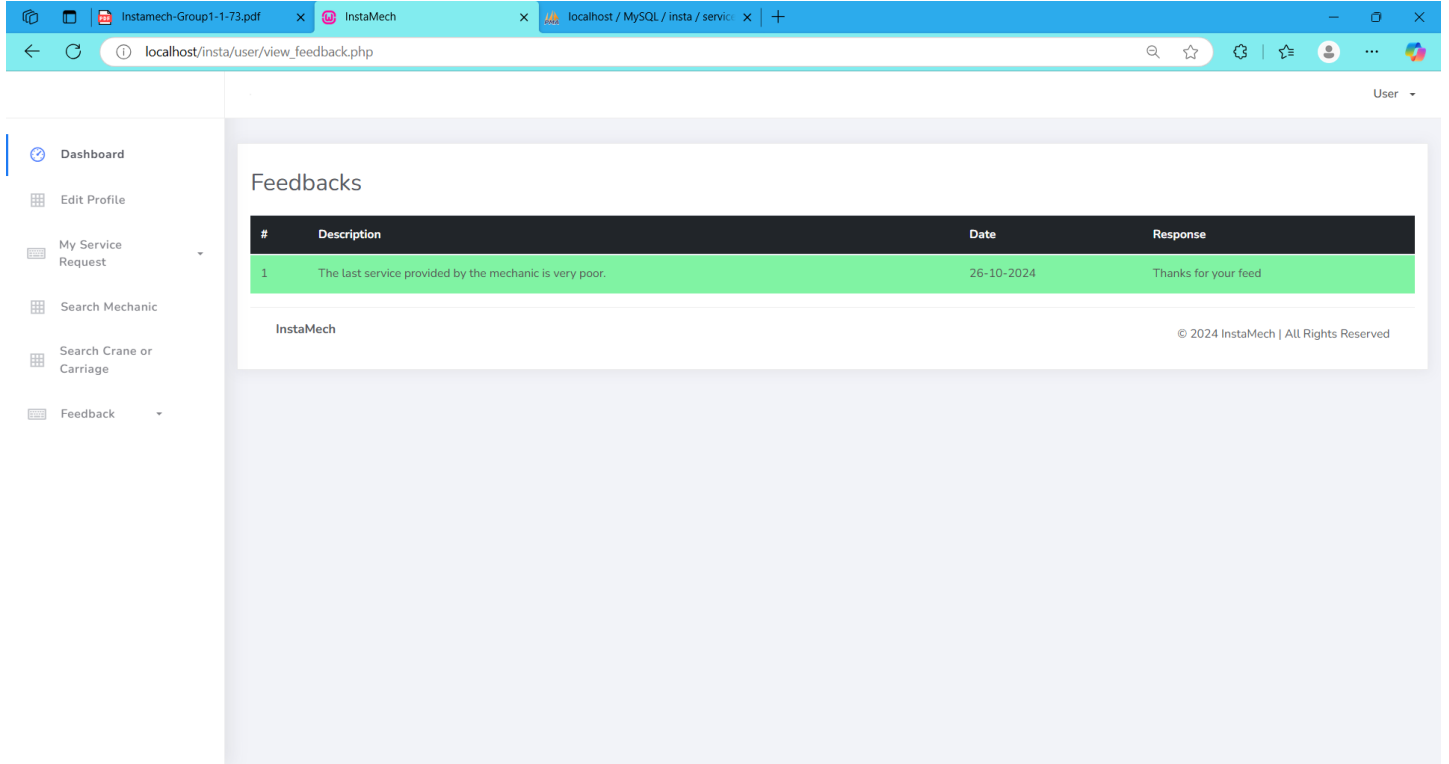 Instamech-Group1-1-73.pdf
InstaMech
localhost / MySQL / insta / service
localhost/insta/user/view_feedback.php
User
Dashboard
Edit Profile
My Service
Request
Search Mechanic
Search Crane or
Carriage
Feedback
Feedbacks
# Description Date Response
1 The last service provided by the mechanic is very poor. 26-10-2024 Thanks for your feed
InstaMech
© 2024 InstaMech | All Rights Reserved